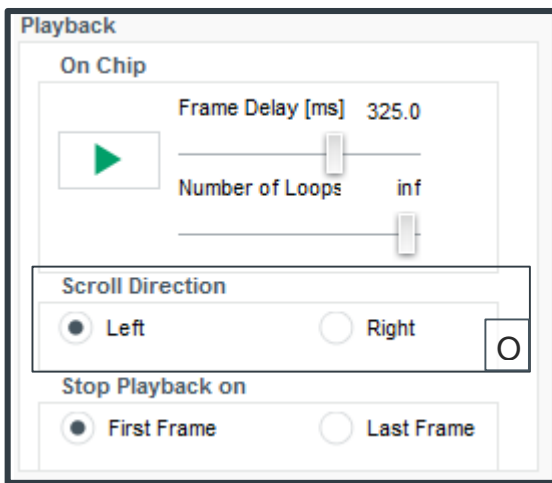 Playback
On Chip
Frame Delay [ms] 325.0
Number of Loops inf
Scroll Direction
Left Right
O
Stop Playback on
First Frame Last Frame